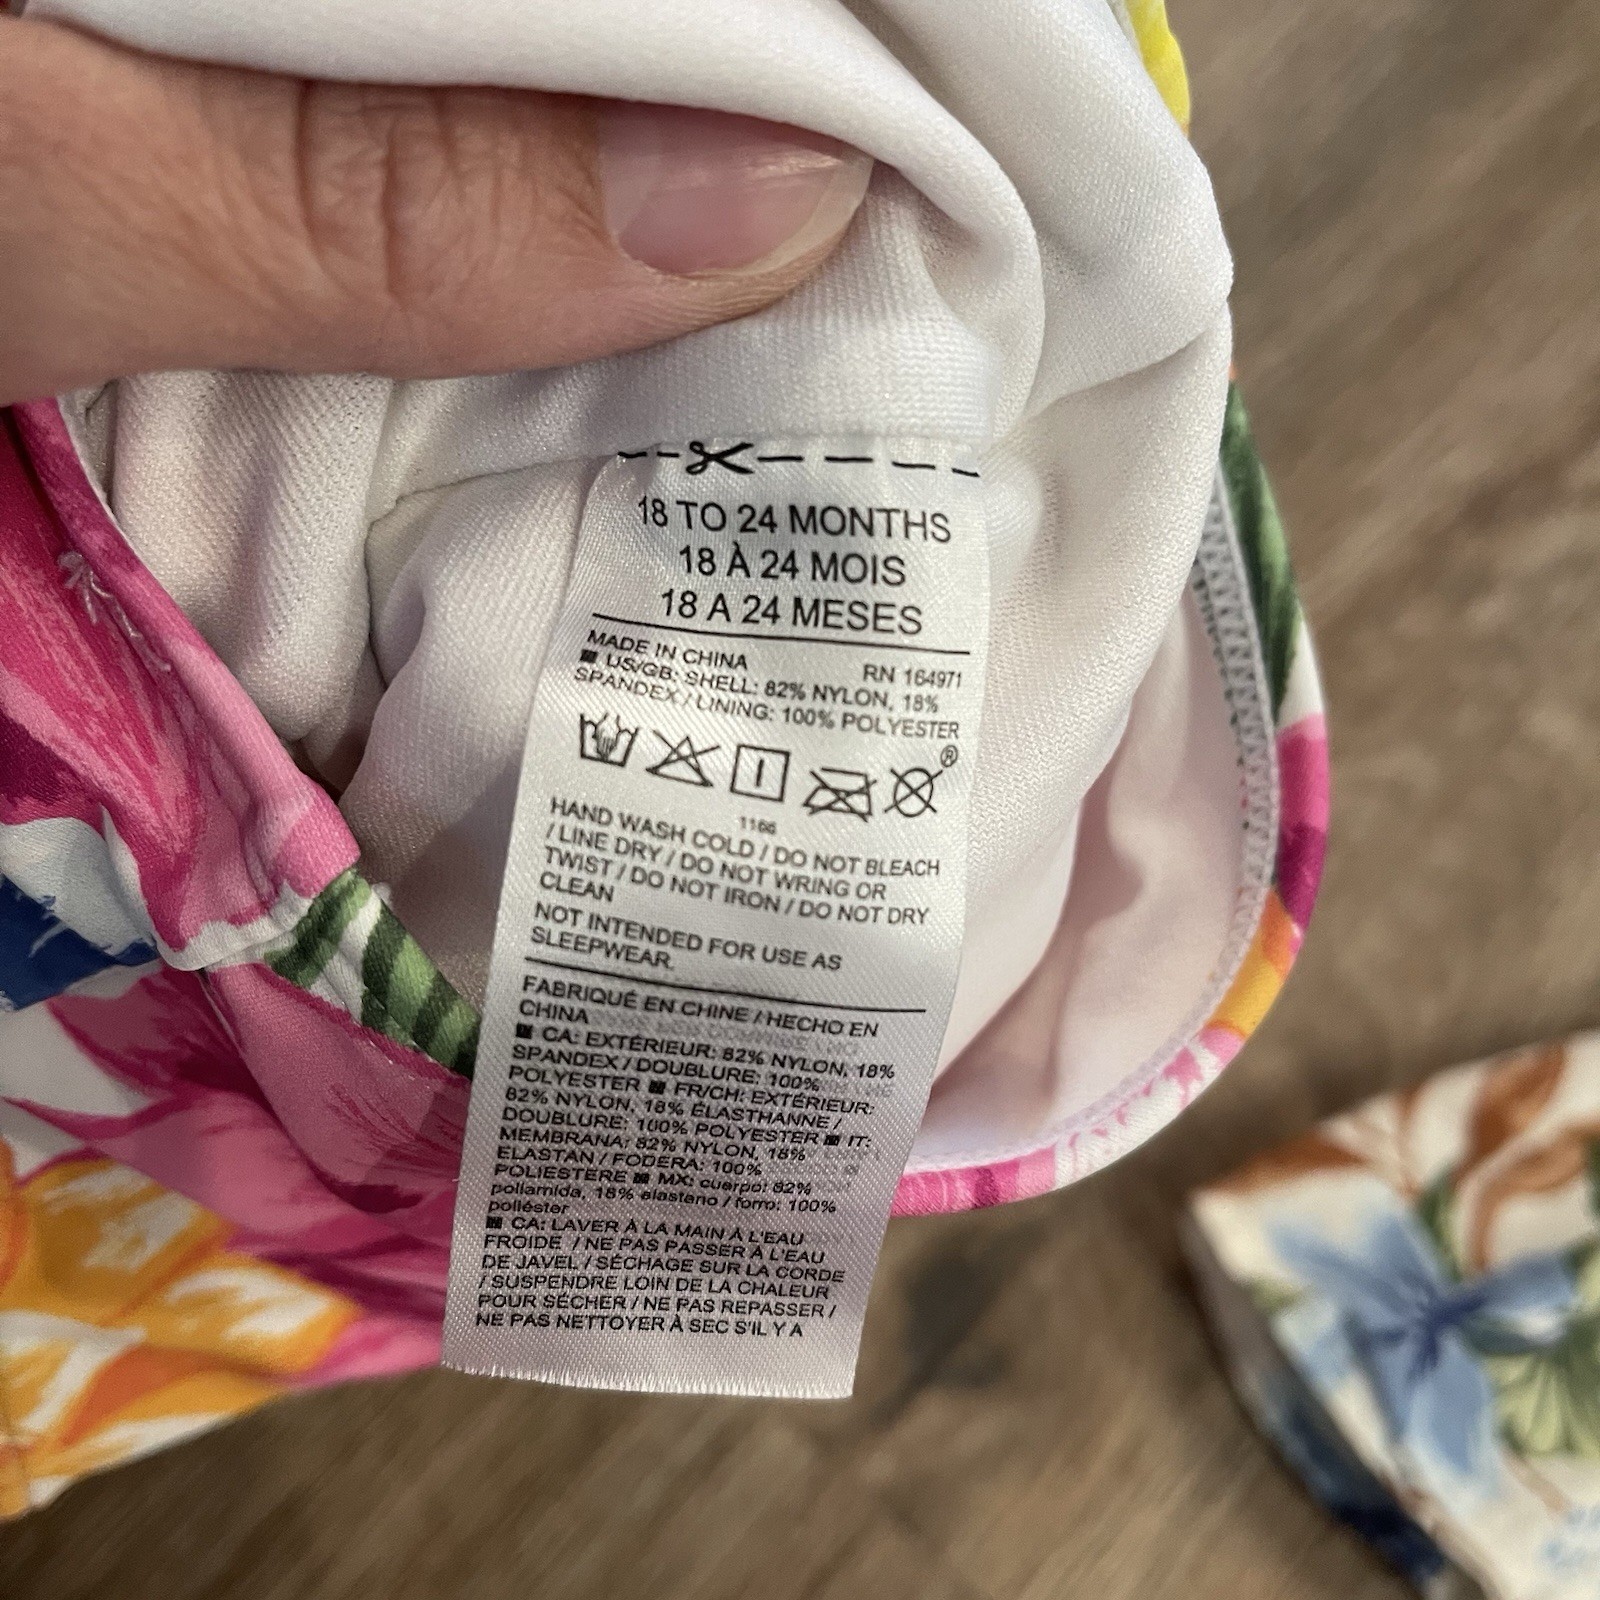 18 TO 24 MONTHS
18 À 24 MOIS
18 A 24 MESES
MADE IN CHINA RN 164971
US/GB: SHELL: 82% NYLON, 18%
SPANDEX / LINING: 100% POLYESTER
®
1166
HAND WASH COLD / DO NOT BLEACH
/ LINE DRY / DO NOT WRING OR
TWIST / DO NOT IRON / DO NOT DRY
CLEAN
NOT INTENDED FOR USE AS
SLEEPWEAR.
FABRIQUÉ EN CHINE / HECHO EN
CHINA
CA: EXTÉRIEUR: 82% NYLON, 18%
SPANDEX / DOUBLURE: 100%
POLYESTER FR/CH: EXTÉRIEUR:
82% NYLON, 18% ÉLASTHANNE /
DOUBLURE: 100% POLYESTER IT:
MEMBRANA: 82% NYLON, 18%
ELASTAN / FODERA: 100%
POLIESTERE MX: cuerpo: 82%
poliamida, 18% elastano / forro: 100%
poliéster
CA: LAVER À LA MAIN À L'EAU
FROIDE / NE PAS PASSER À L'EAU
DE JAVEL / SÉCHAGE SUR LA CORDE
/ SUSPENDRE LOIN DE LA CHALEUR
POUR SÉCHER / NE PAS REPASSER /
NE PAS NETTOYER À SEC S'IL Y A